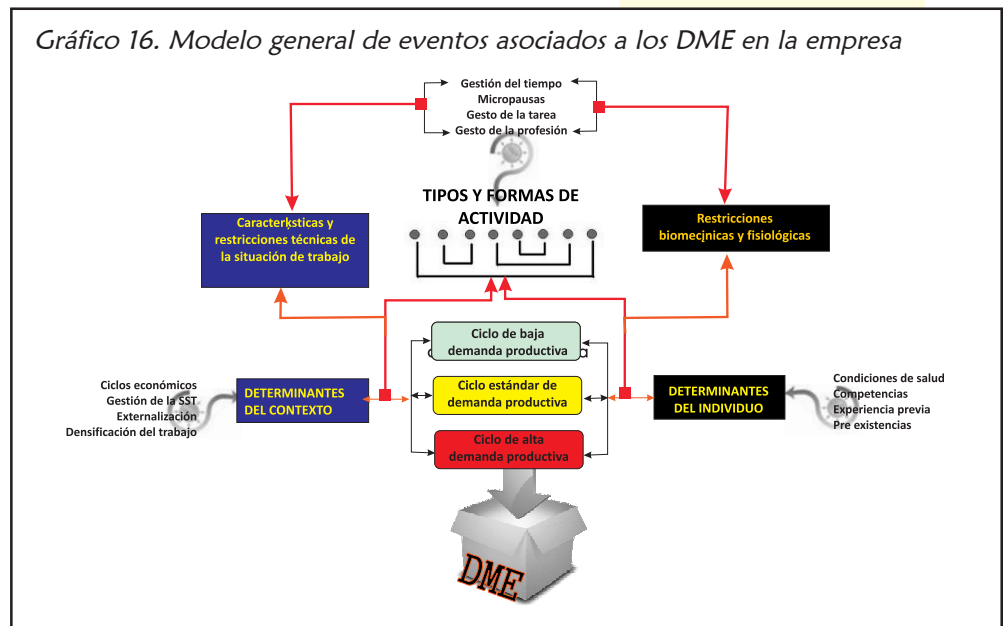 Gráfico 16. Modelo general de eventos asociados a los DME en la empresa
Gestión del tiempo
Micropausas
Gesto de la tarea
Gesto de la profesión
TIPOS Y FORMAS DE
ACTIVIDAD
Caracterķsticas y
restricciones técnicas de
la situación de trabajo
Restricciones
biomecįnicas y fisiológicas
Ciclo de baja
demanda productiva
Ciclos económicos
Gestión de la SST
Externalización
Densificación del trabajo
DETERMINANTES
DEL CONTEXTO
Ciclo estándar de
demanda productiva
DETERMINANTES
DEL INDIVIDUO
Condiciones de salud
Competencias
Experiencia previa
Pre existencias
Ciclo de alta
demanda productiva
DME